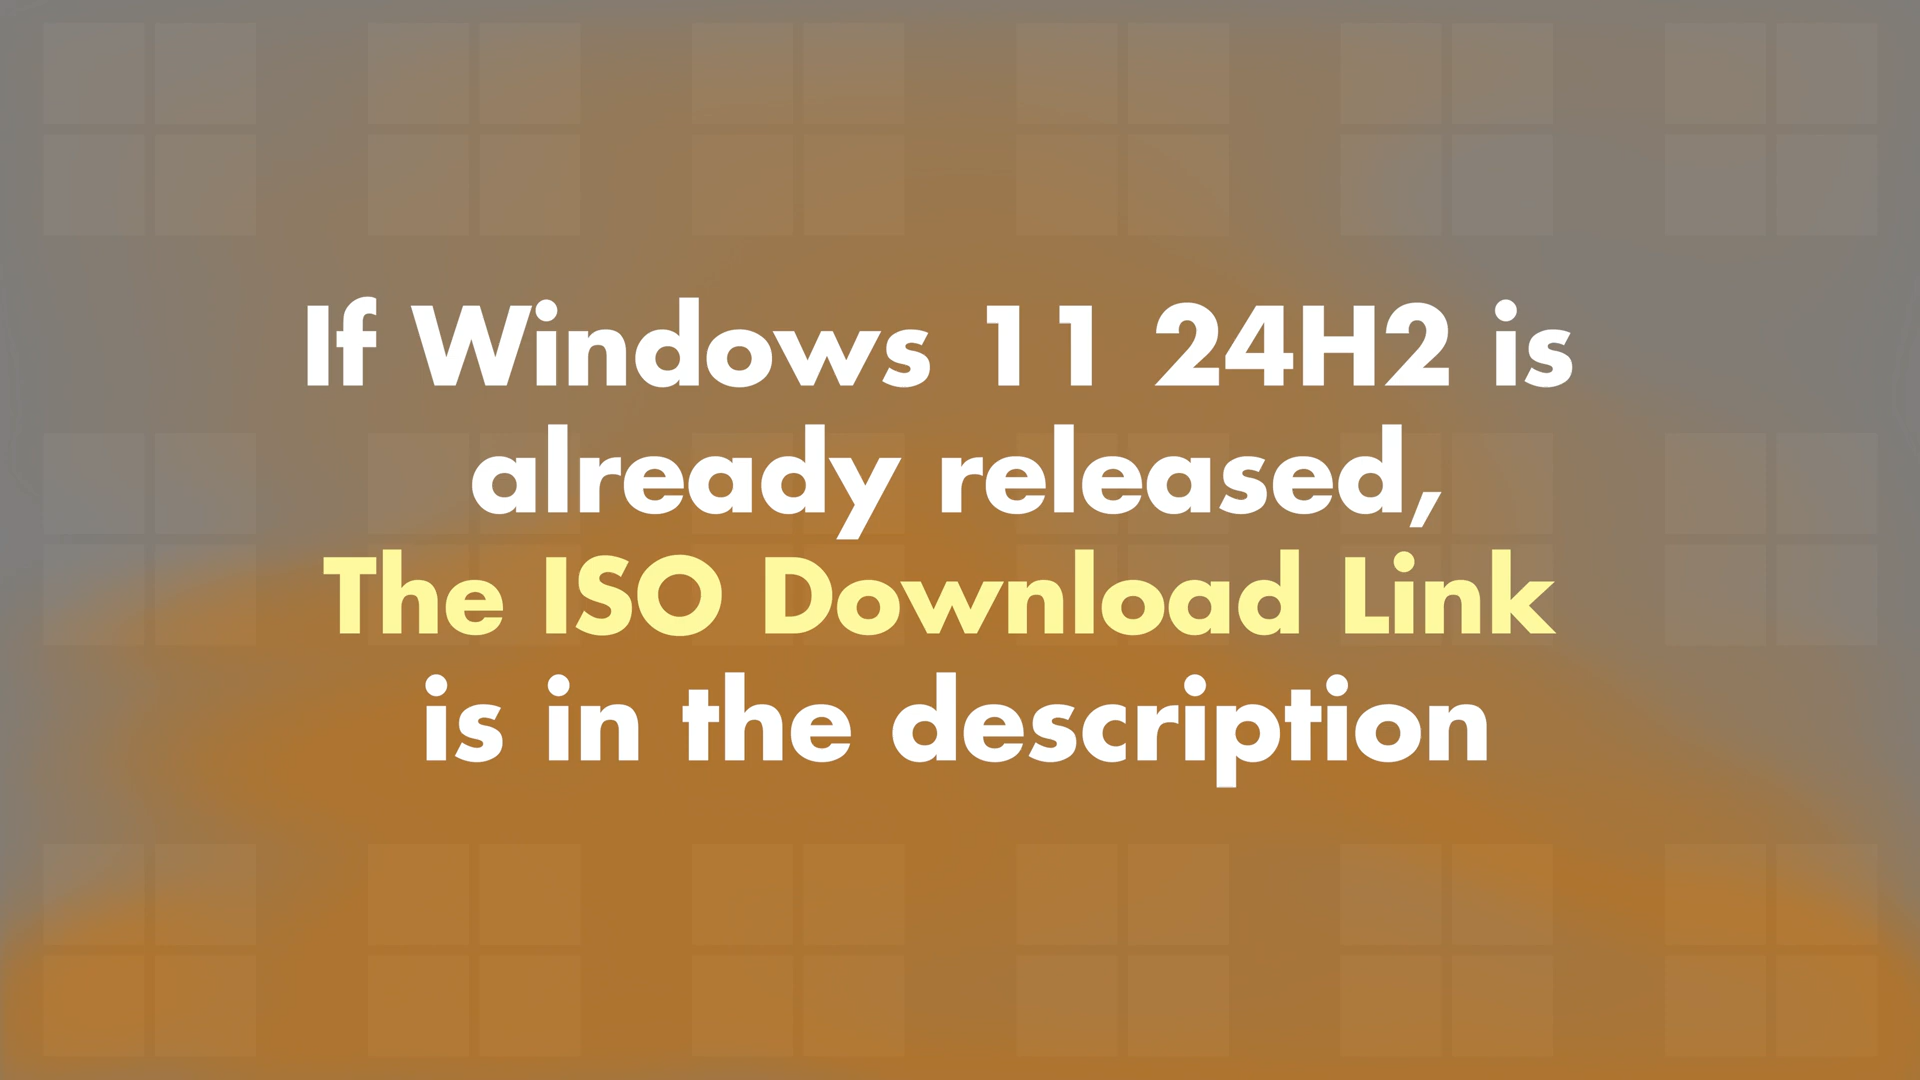 If Windows 11 24H2 is
already released,
The ISO Download Link
is in the description